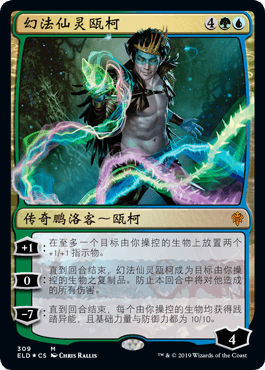 幻法仙灵瓯柯 4
传奇鹏洛客～瓯柯
+1 : 在至多一个目标由你操控的生物上放置两个
+1/+1 指示物。
0 : 直到回合结束，幻法仙灵瓯柯成为目标由你操
控的生物之复制品。防止本回合中将对他造成
的所有伤害。
-7 : 直到回合结束，每个由你操控的生物均获得践
踏异能，且基础力量与防御力都为 10/10。
4
309 M
ELD ☆ CS CHRIS RALLIS
™ & © 2019 Wizards of the Coast